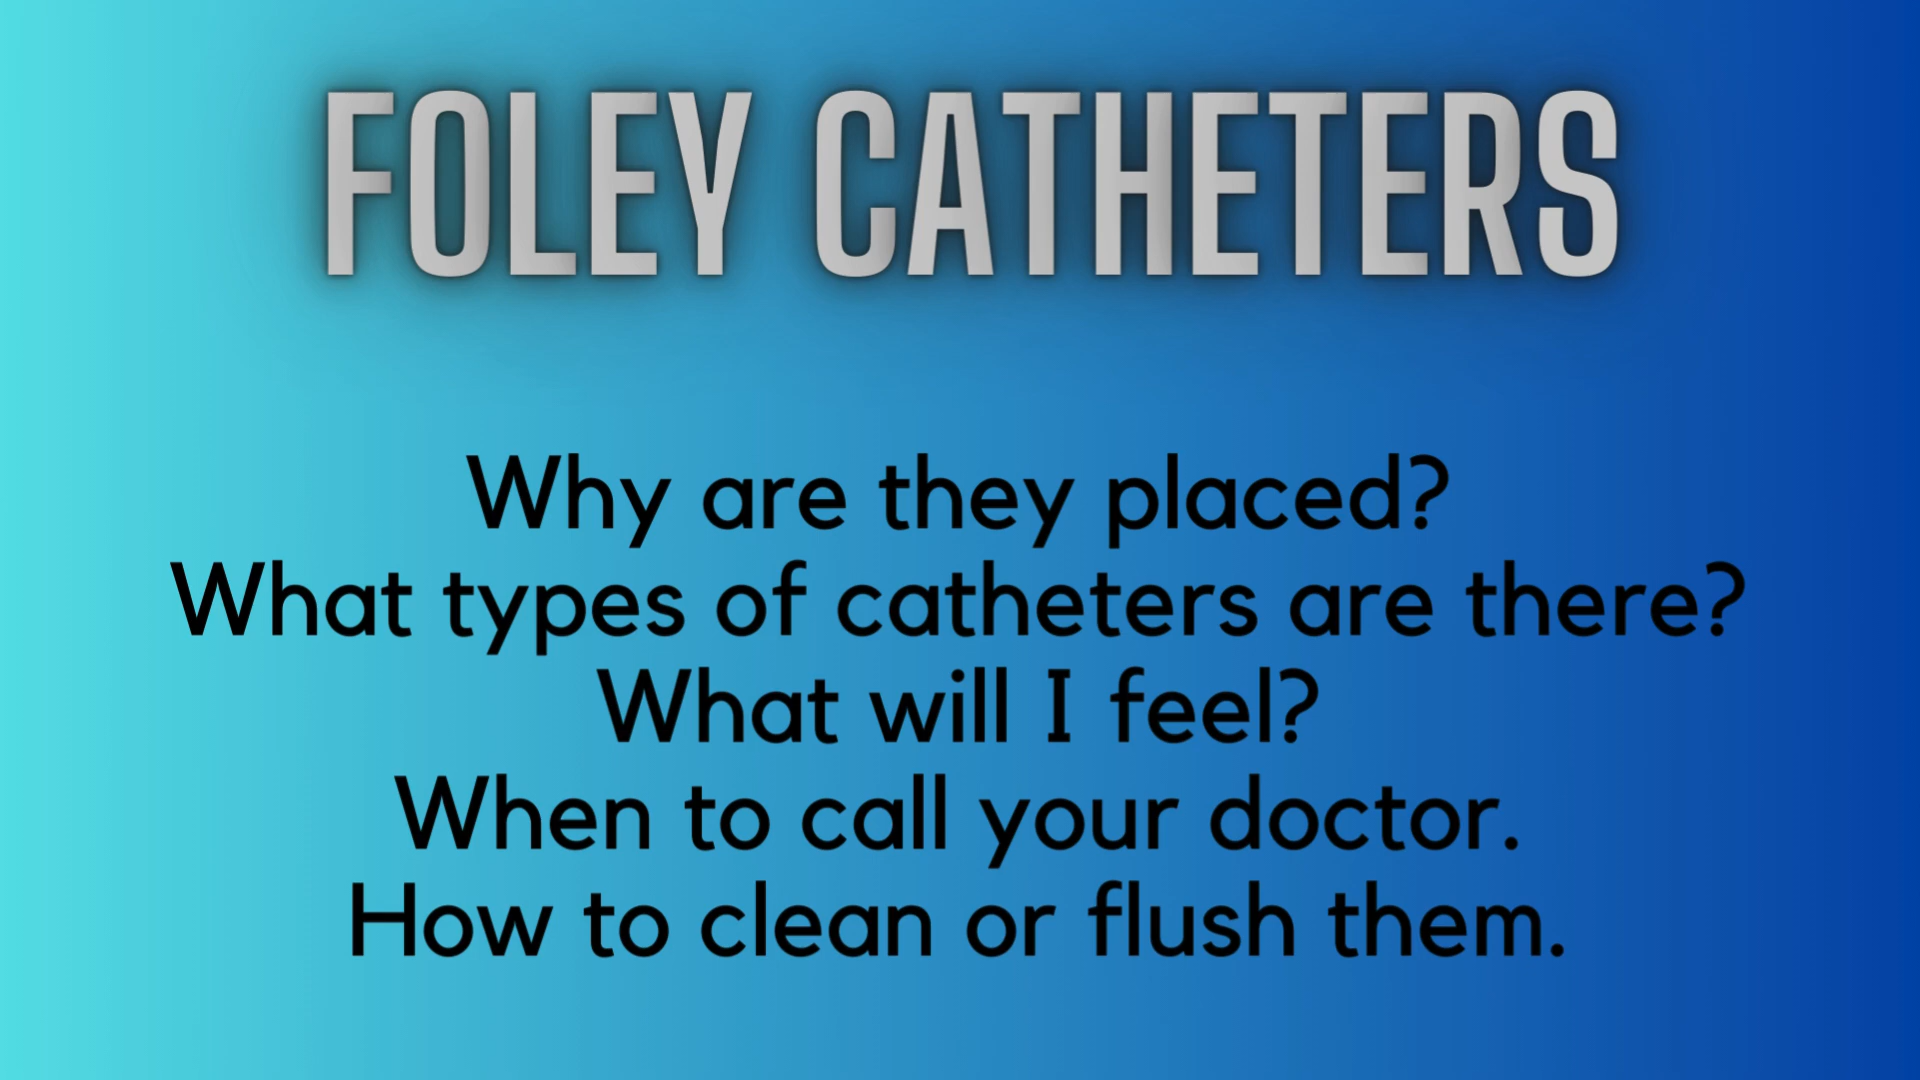 FOLEY CATHETERS
Why are they placed?
What types of catheters are there?
What will I feel?
When to call your doctor.
How to clean or flush them.